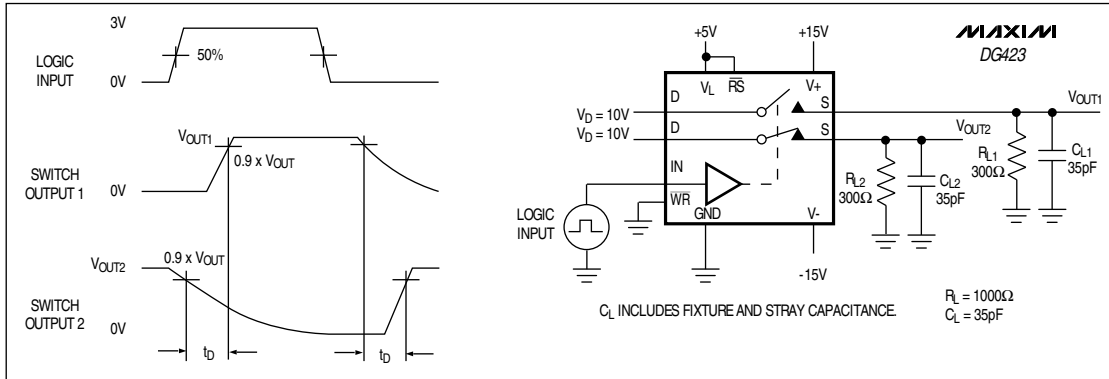 3V
LOGIC
INPUT
50%
0V
VOUT1
0.9 x VOUT
SWITCH
OUTPUT 1
0V
VOUT2
0.9 x VOUT
SWITCH
OUTPUT 2
0V
tD
tD
+5V
+15V
MAXIM
DG423
VL
RS
V+
D
S
VOUT1
VD = 10V
VD = 10V
D
S
VOUT2
RL1
300Ω
CL1
35pF
IN
RL2
300Ω
CL2
35pF
WR
LOGIC
INPUT
GND
V-
-15V
CL INCLUDES FIXTURE AND STRAY CAPACITANCE.
RL = 1000Ω
CL = 35pF